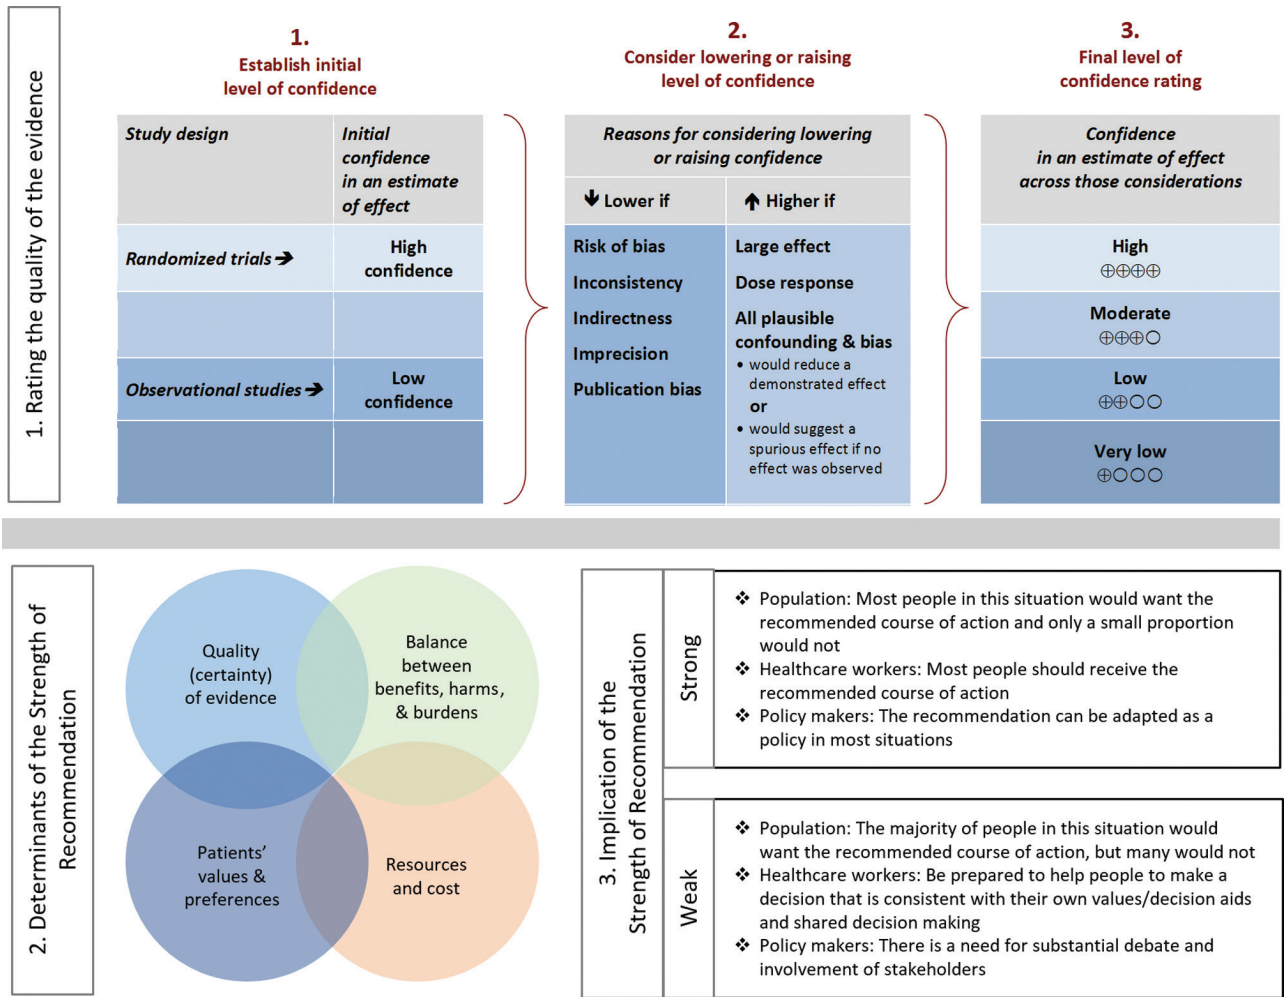 1. Rating the quality of the evidence
1.
Establish initial
level of confidence
2.
Consider lowering or raising
level of confidence
3.
Final level of
confidence rating
Study design
Initial
confidence
in an estimate
of effect
Randomized trials ➔
High
confidence
Observational studies ➔
Low
confidence
Reasons for considering lowering
or raising confidence
🡇 Lower if
🡅 Higher if
Risk of bias
Inconsistency
Indirectness
Imprecision
Publication bias
Large effect
Dose response
All plausible
confounding & bias
• would reduce a
demonstrated effect
or
• would suggest a
spurious effect if no
effect was observed
Confidence
in an estimate of effect
across those considerations
High
⊕⊕⊕⊕
Moderate
⊕⊕⊕○
Low
⊕⊕○○
Very low
⊕○○○
2. Determinants of the Strength of
Recommendation
Quality
(certainty)
of evidence
Balance
between
benefits, harms,
& burdens
Patients'
values &
preferences
Resources
and cost
3. Implication of the
Strength of Recommendation
Strong
❖ Population: Most people in this situation would want the
recommended course of action and only a small proportion
would not
❖ Healthcare workers: Most people should receive the
recommended course of action
❖ Policy makers: The recommendation can be adapted as a
policy in most situations
Weak
❖ Population: The majority of people in this situation would
want the recommended course of action, but many would not
❖ Healthcare workers: Be prepared to help people to make a
decision that is consistent with their own values/decision aids
and shared decision making
❖ Policy makers: There is a need for substantial debate and
involvement of stakeholders